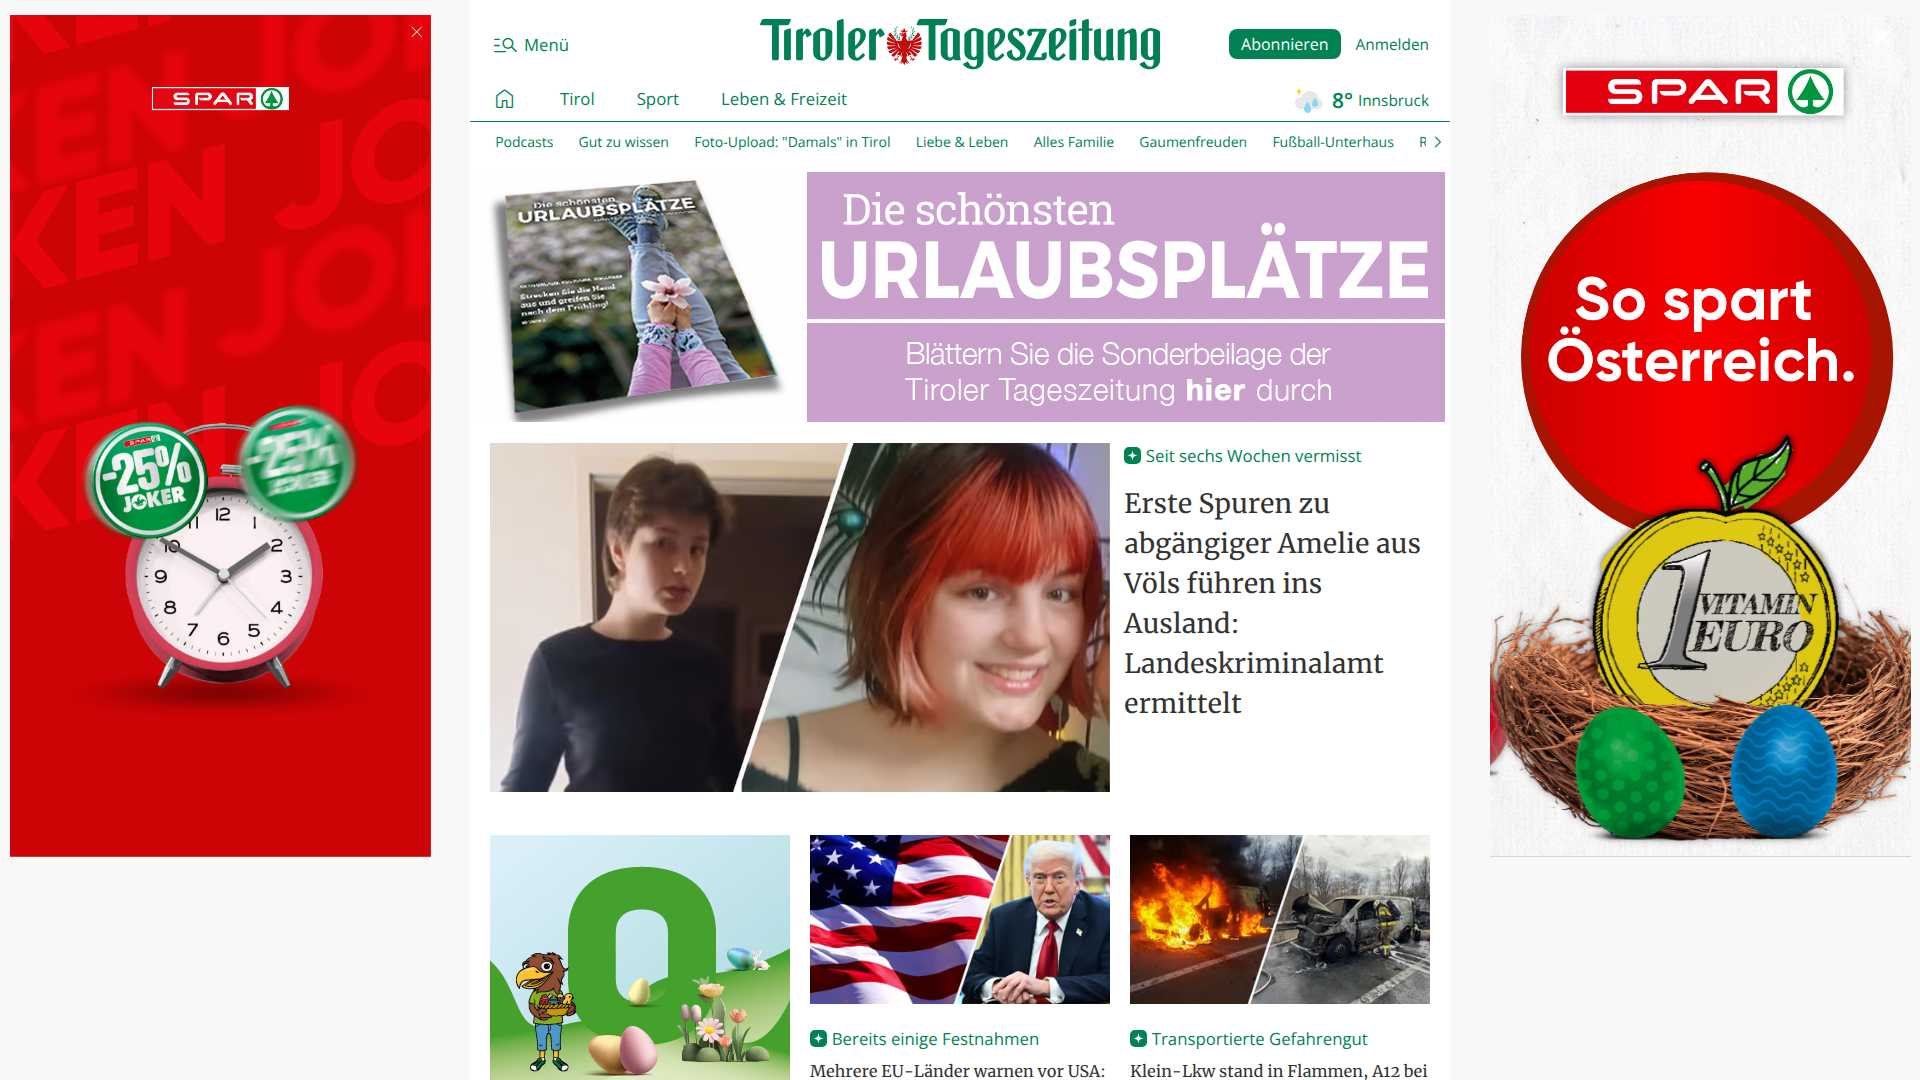 Menü
Tiroler Tageszeitung
Abonnieren
Anmelden
Tirol
Sport
Leben & Freizeit
8° Innsbruck
Podcasts
Gut zu wissen
Foto-Upload: "Damals" in Tirol
Liebe & Leben
Alles Familie
Gaumenfreuden
Fußball-Unterhaus
SPAR
KEN
JO
-25%
JOKER
-25%
JOKER
12
1
2
3
4
5
6
7
8
9
10
11
Die schönsten
URLAUBSPLÄTZE
Strecken Sie die Hand
aus und greifen Sie
nach dem Frühling!
Die schönsten
URLAUBSPLÄTZE
Blättern Sie die Sonderbeilage der
Tiroler Tageszeitung hier durch
Seit sechs Wochen vermisst
Erste Spuren zu
abgängiger Amelie aus
Völs führen ins
Ausland:
Landeskriminalamt
ermittelt
Bereits einige Festnahmen
Mehrere EU-Länder warnen vor USA:
Transportierte Gefahrengut
Klein-Lkw stand in Flammen, A12 bei
SPAR
So spart
Österreich.
1 VITAMIN
EURO